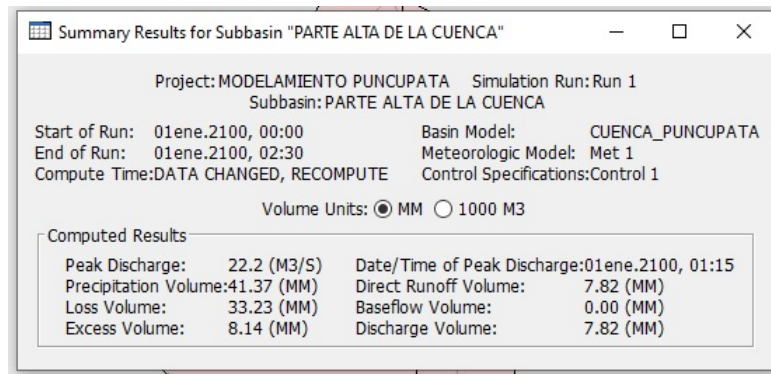 Summary Results for Subbasin "PARTE ALTA DE LA CUENCA"
Project: MODELAMIENTO PUNCUPATA Simulation Run: Run 1
Subbasin: PARTE ALTA DE LA CUENCA
Start of Run: 01ene.2100, 00:00 Basin Model: CUENCA_PUNCUPATA
End of Run: 01ene.2100, 02:30 Meteorologic Model: Met 1
Compute Time:DATA CHANGED, RECOMPUTE Control Specifications:Control 1
Volume Units: MM 1000 M3
Computed Results
Peak Discharge: 22.2 (M3/S) Date/Time of Peak Discharge:01ene.2100, 01:15
Precipitation Volume:41.37 (MM) Direct Runoff Volume: 7.82 (MM)
Loss Volume: 33.23 (MM) Baseflow Volume: 0.00 (MM)
Excess Volume: 8.14 (MM) Discharge Volume: 7.82 (MM)